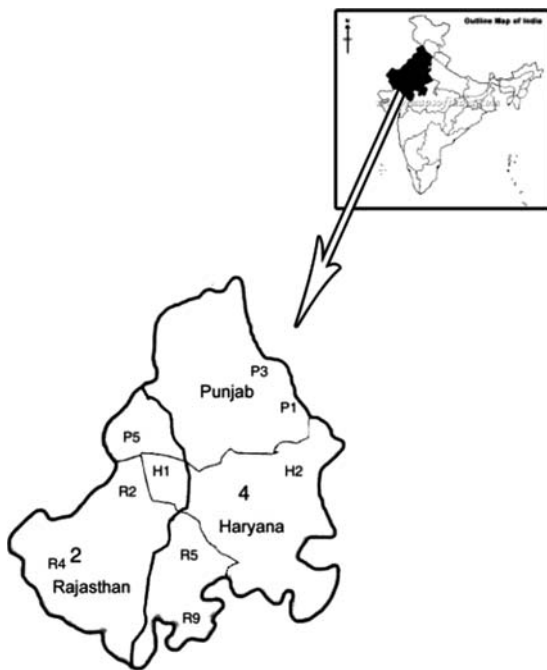 Outline Map of India
P3
Punjab
P1
P5
H1
H2
R2
4
Haryana
2
R4
Rajasthan
R5
R9